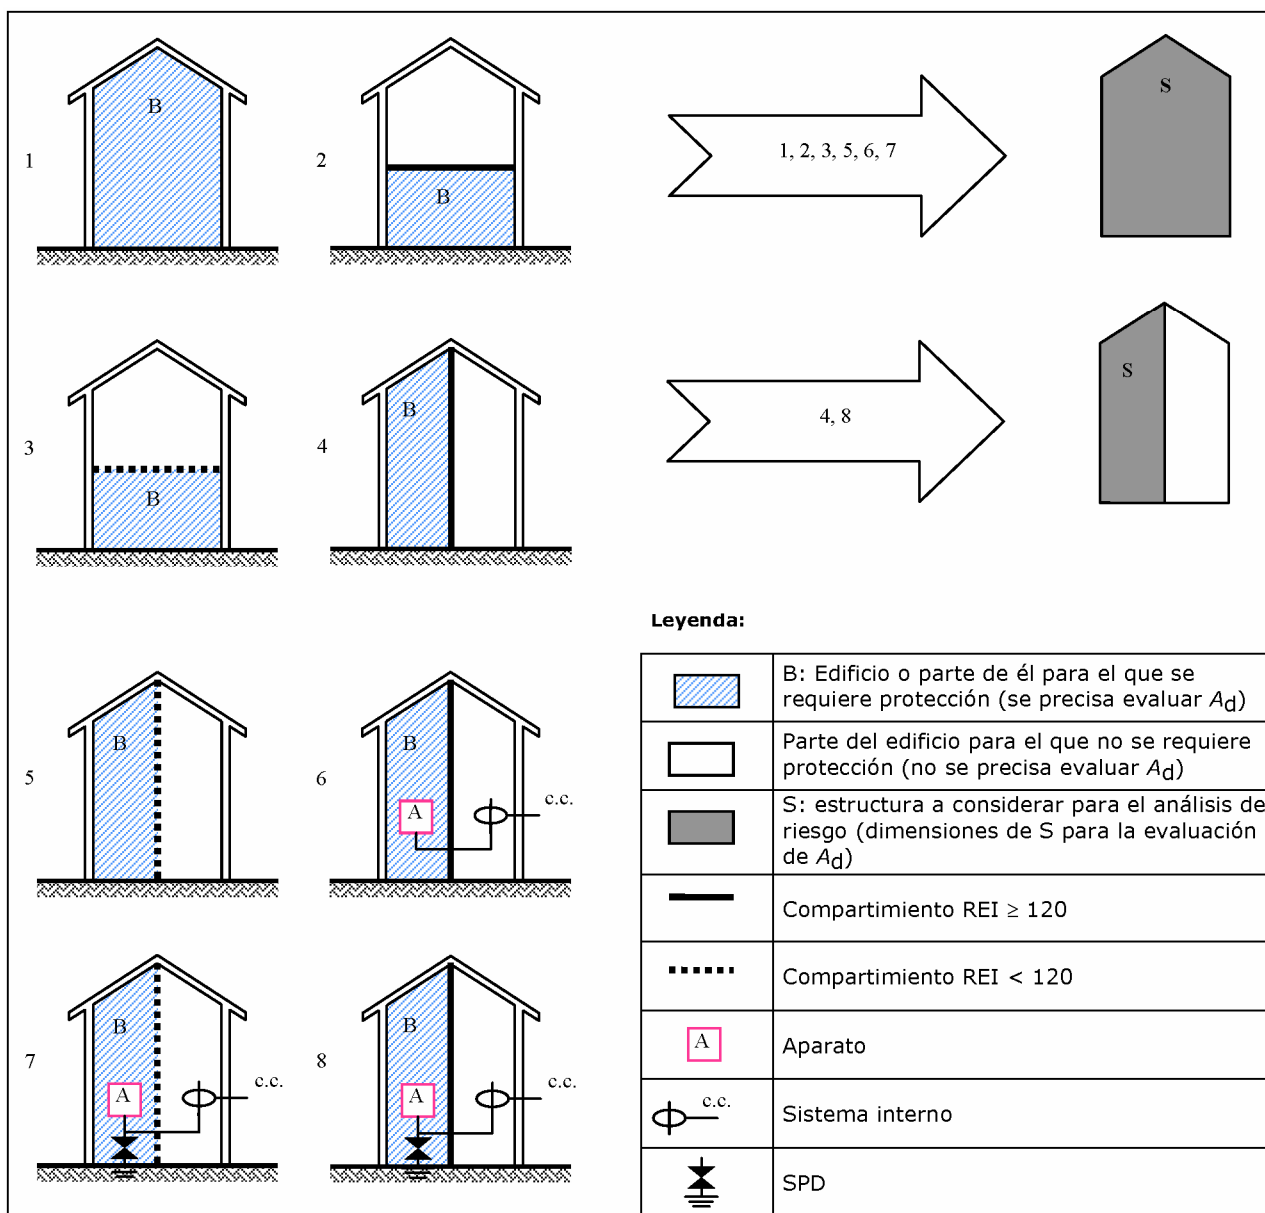 B
1
B
2
1, 2, 3, 5, 6, 7
S
B
3
B
4
4, 8
S
B
5
B
A
c.c.
6
B
A
c.c.
7
B
A
c.c.
8
Leyenda:
B: Edificio o parte de él para el que se
requiere protección (se precisa evaluar Ad)
Parte del edificio para el que no se requiere
protección (no se precisa evaluar Ad)
S: estructura a considerar para el análisis de
riesgo (dimensiones de S para la evaluación
de Ad)
Compartimiento REI ≥ 120
Compartimiento REI < 120
A
Aparato
c.c.
Sistema interno
SPD